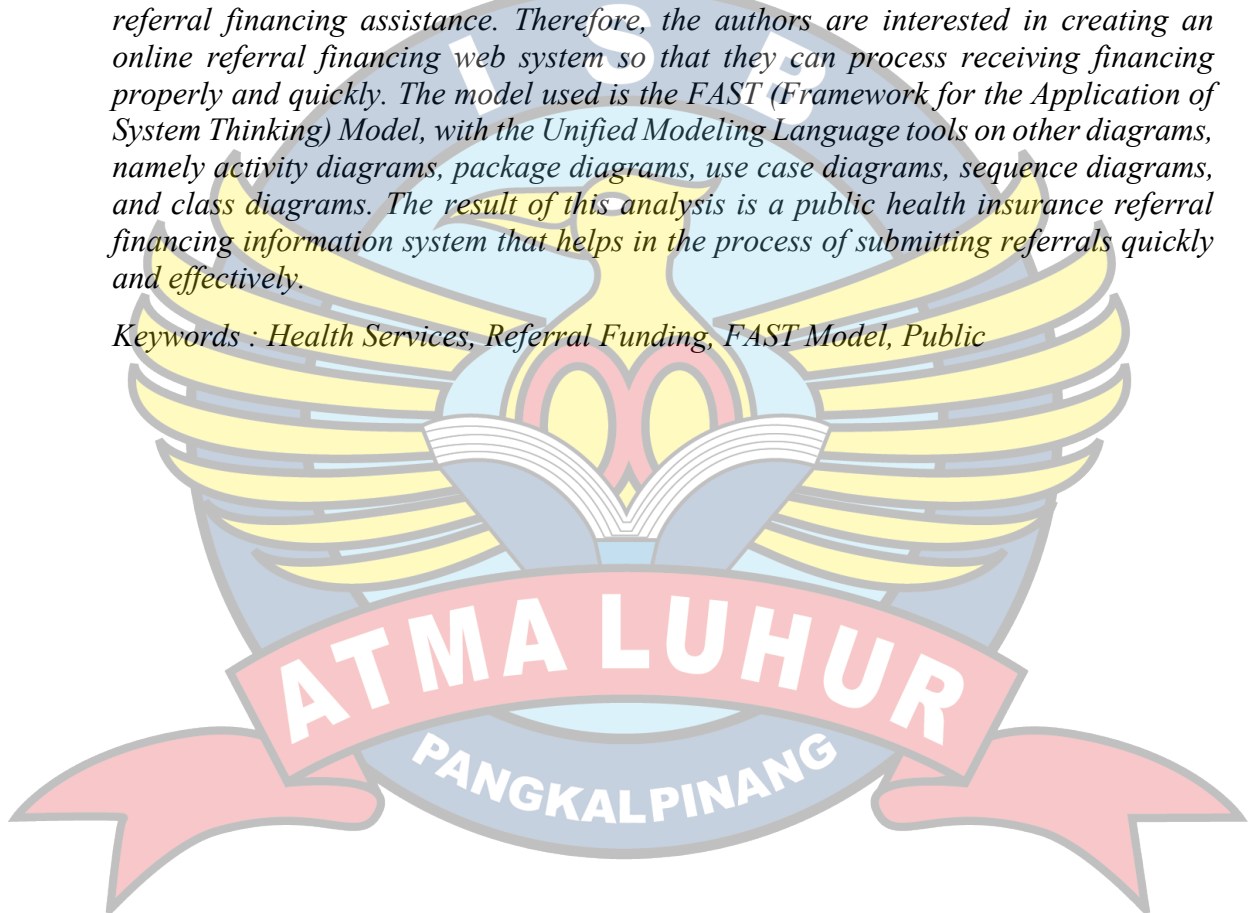 referral financing assistance. Therefore, the authors are interested in creating an
online referral financing web system so that they can process receiving financing
properly and quickly. The model used is the FAST (Framework for the Application of
System Thinking) Model, with the Unified Modeling Language tools on other diagrams,
namely activity diagrams, package diagrams, use case diagrams, sequence diagrams,
and class diagrams. The result of this analysis is a public health insurance referral
financing information system that helps in the process of submitting referrals quickly
and effectively.
Keywords : Health Services, Referral Funding, FAST Model, Public
I S B
ATMA LUHUR
PANGKALPINANG